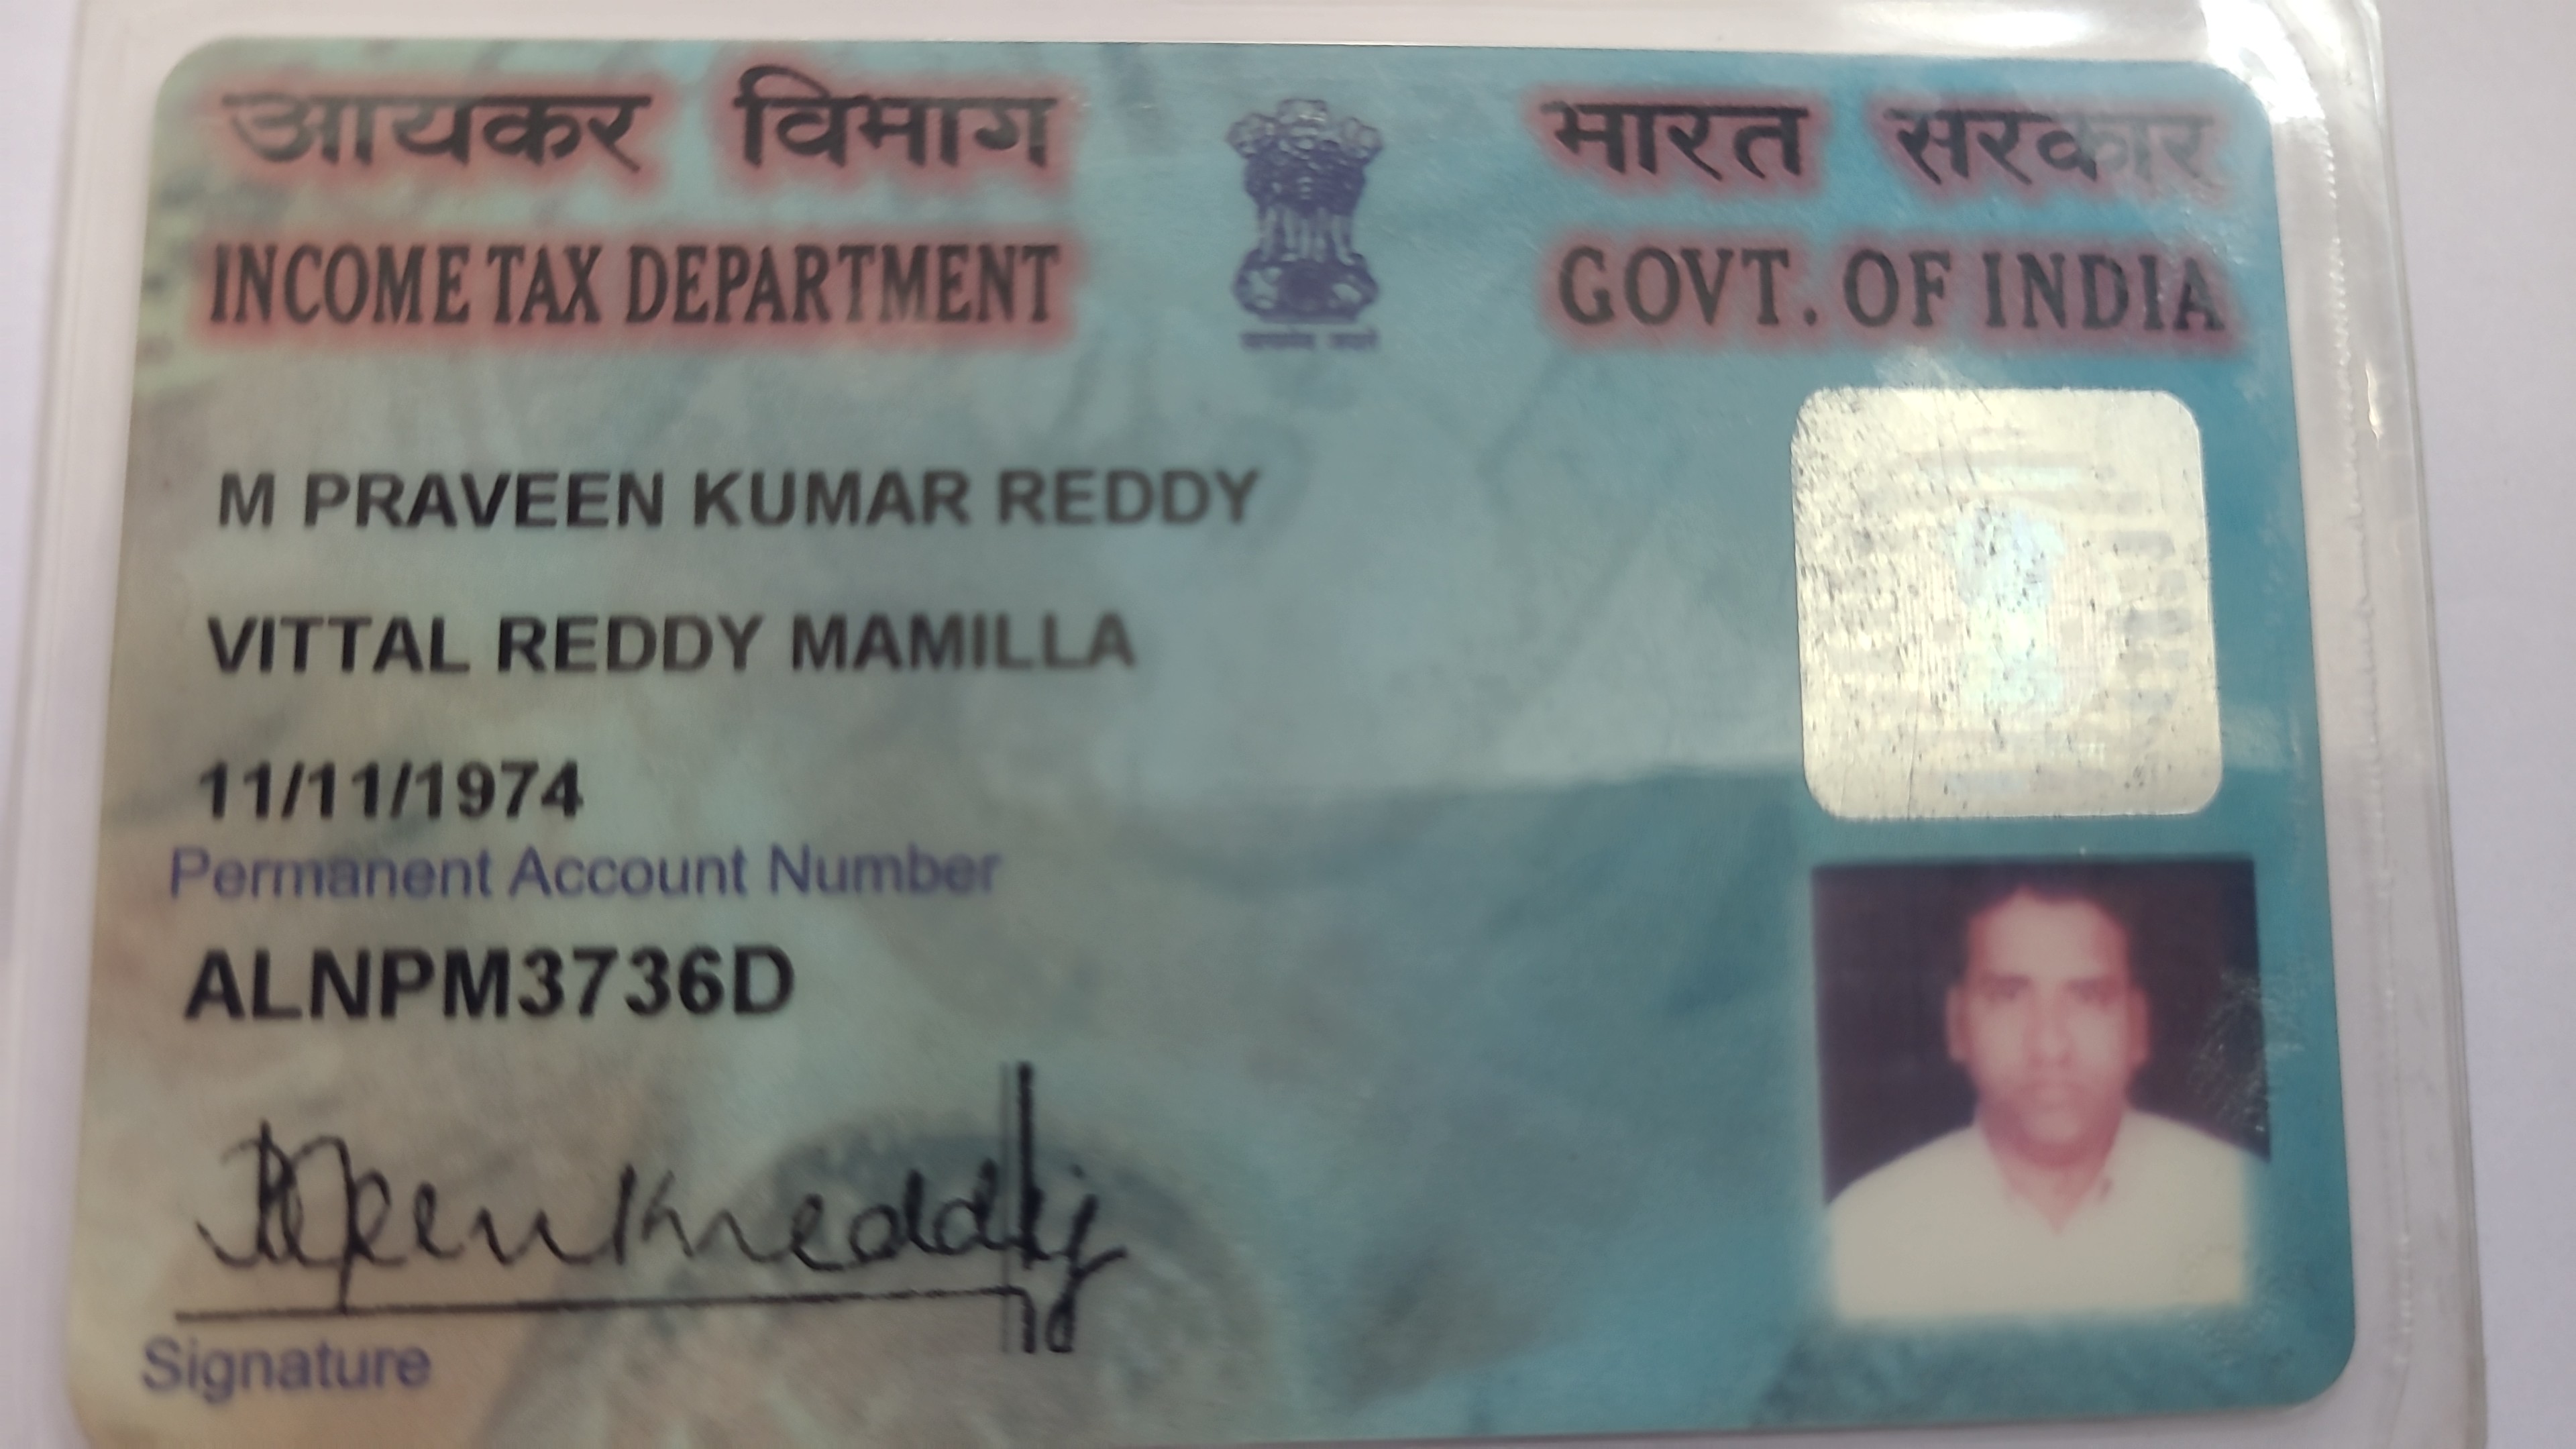 आयकर विभाग
INCOME TAX DEPARTMENT
भारत सरकार
GOVT. OF INDIA
M PRAVEEN KUMAR REDDY
VITTAL REDDY MAMILLA
11/11/1974
Permanent Account Number
ALNPM3736D
Signature